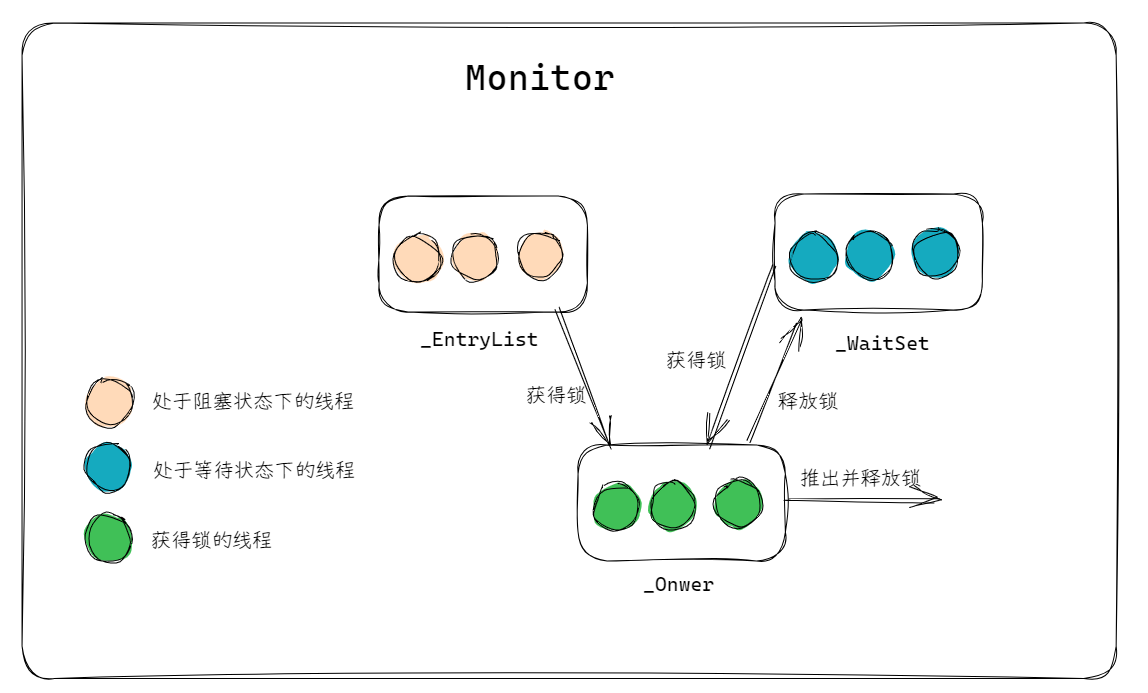 Monitor
_EntryList
_WaitSet
获得锁
获得锁
释放锁
处于阻塞状态下的线程
处于等待状态下的线程
推出并释放锁
获得锁的线程
_Onwer